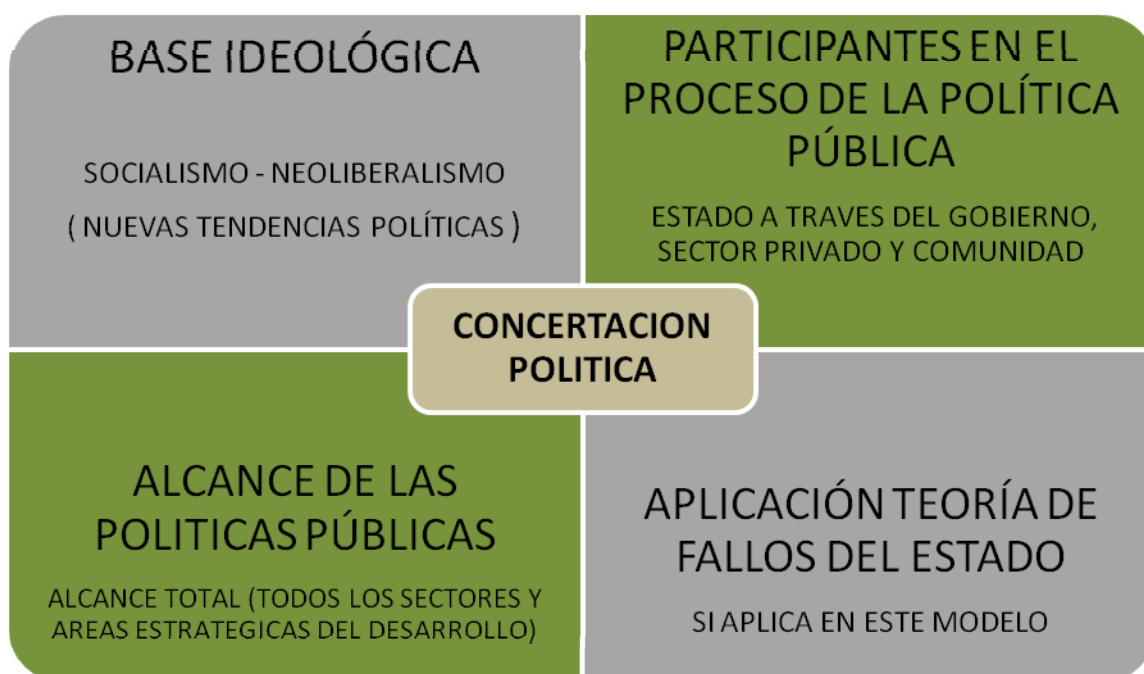 BASE IDEOLÓGICA
SOCIALISMO - NEOLIBERALISMO
( NUEVAS TENDENCIAS POLÍTICAS )
PARTICIPANTES EN EL
PROCESO DE LA POLÍTICA
PÚBLICA
ESTADO A TRAVES DEL GOBIERNO,
SECTOR PRIVADO Y COMUNIDAD
CONCERTACION
POLITICA
ALCANCE DE LAS
POLITICAS PÚBLICAS
ALCANCE TOTAL (TODOS LOS SECTORES Y
AREAS ESTRATEGICAS DEL DESARROLLO)
APLICACIÓN TEORÍA DE
FALLOS DEL ESTADO
SI APLICA EN ESTE MODELO